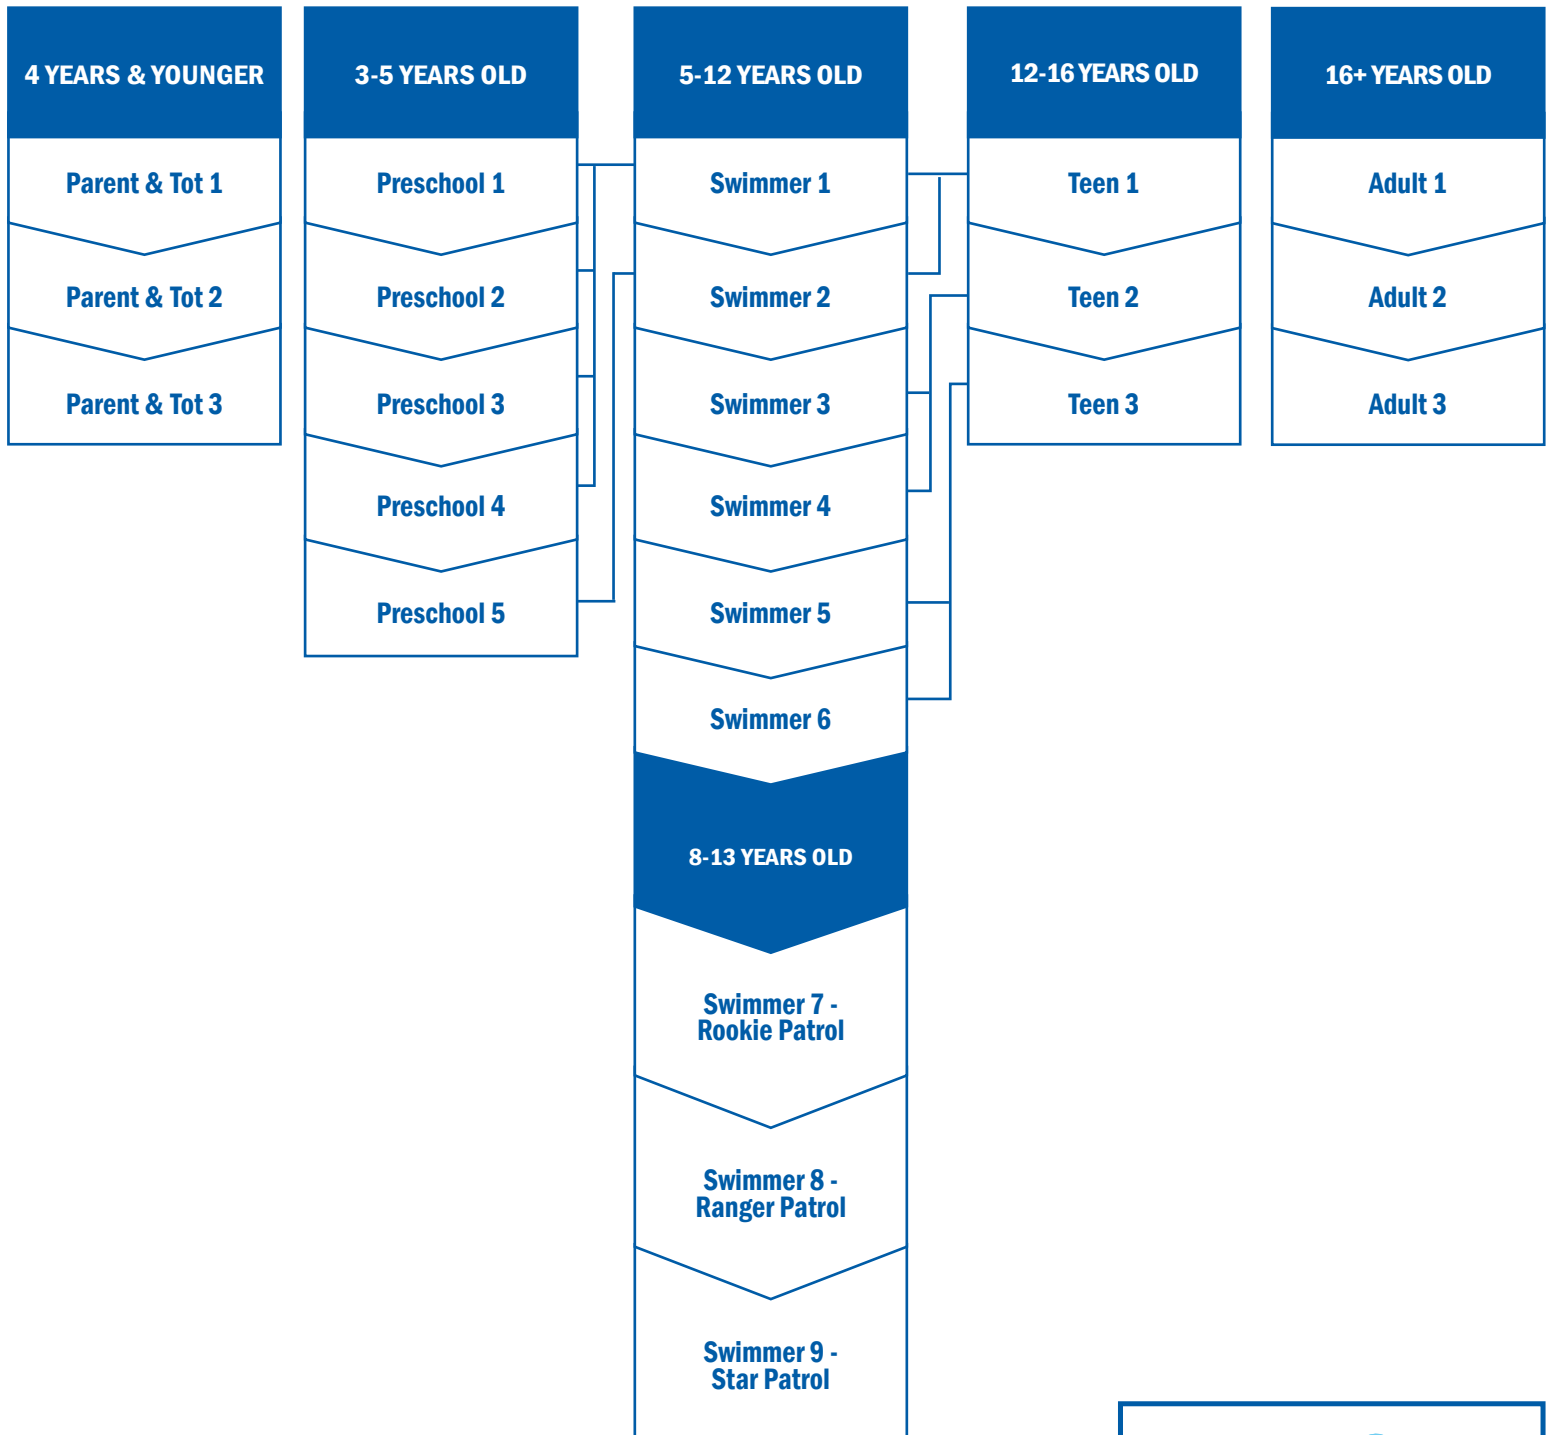 4 YEARS & YOUNGER
Parent & Tot 1
Parent & Tot 2
Parent & Tot 3
3-5 YEARS OLD
Preschool 1
Preschool 2
Preschool 3
Preschool 4
Preschool 5
5-12 YEARS OLD
Swimmer 1
Swimmer 2
Swimmer 3
Swimmer 4
Swimmer 5
Swimmer 6
8-13 YEARS OLD
Swimmer 7 -
Rookie Patrol
Swimmer 8 -
Ranger Patrol
Swimmer 9 -
Star Patrol
12-16 YEARS OLD
Teen 1
Teen 2
Teen 3
16+ YEARS OLD
Adult 1
Adult 2
Adult 3